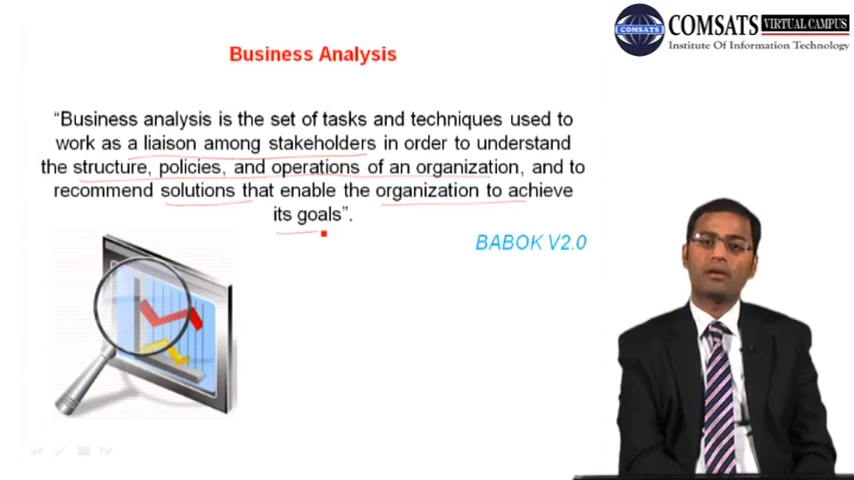 COMSATS
COMSATS VIRTUAL CAMPUS
Institute Of Information Technology
Business Analysis
“Business analysis is the set of tasks and techniques used to
work as a liaison among stakeholders in order to understand
the structure, policies, and operations of an organization, and to
recommend solutions that enable the organization to achieve
its goals”.
BABOK V2.0